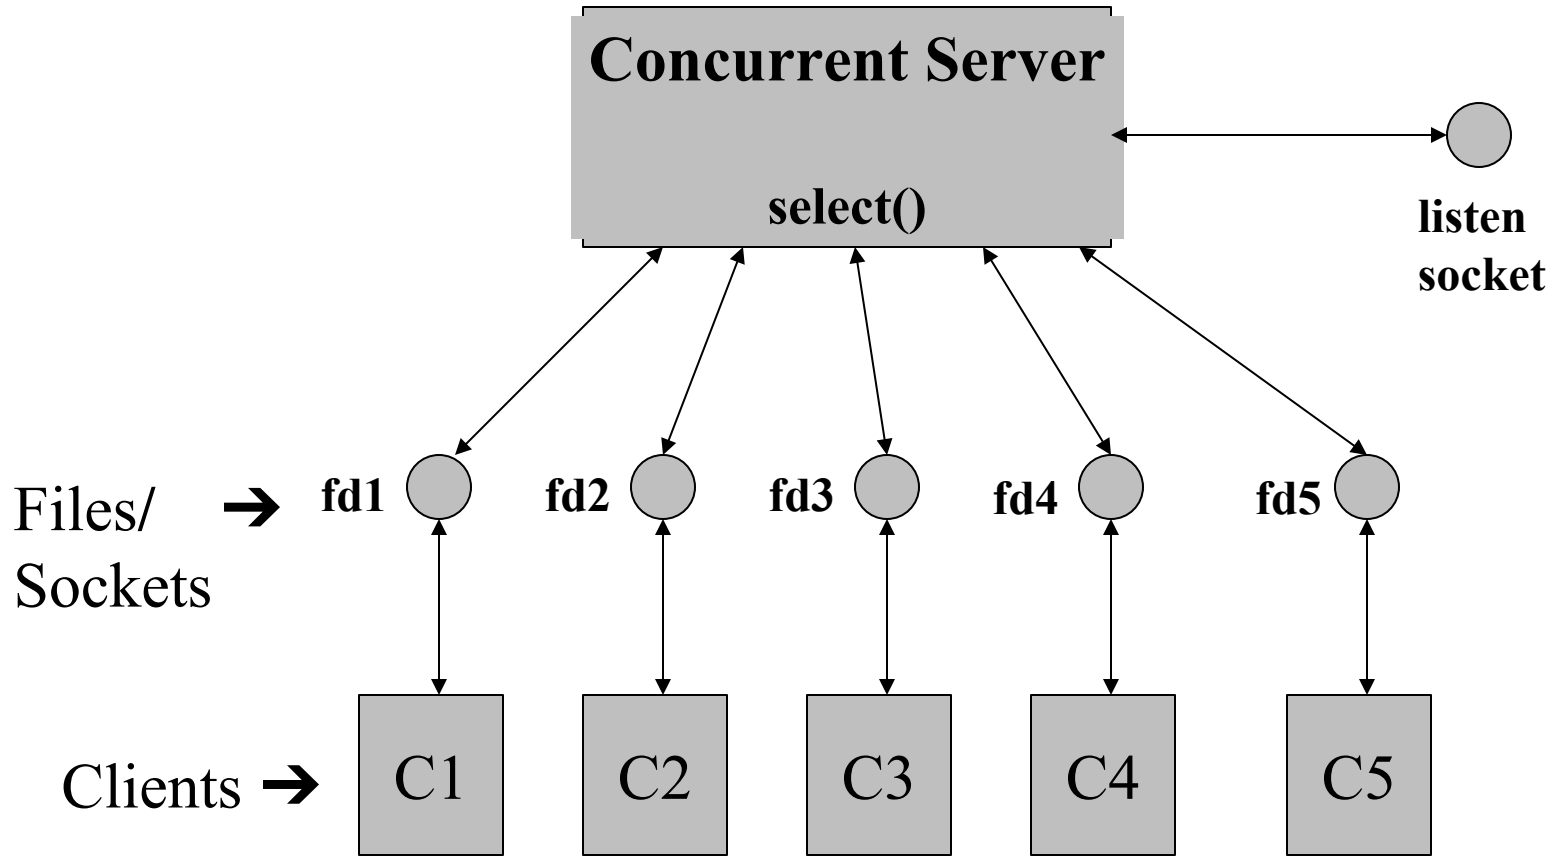 Concurrent Server
select()
listen
socket
Files/ ➔ fd1 fd2 fd3 fd4 fd5
Sockets
Clients ➔ C1 C2 C3 C4 C5